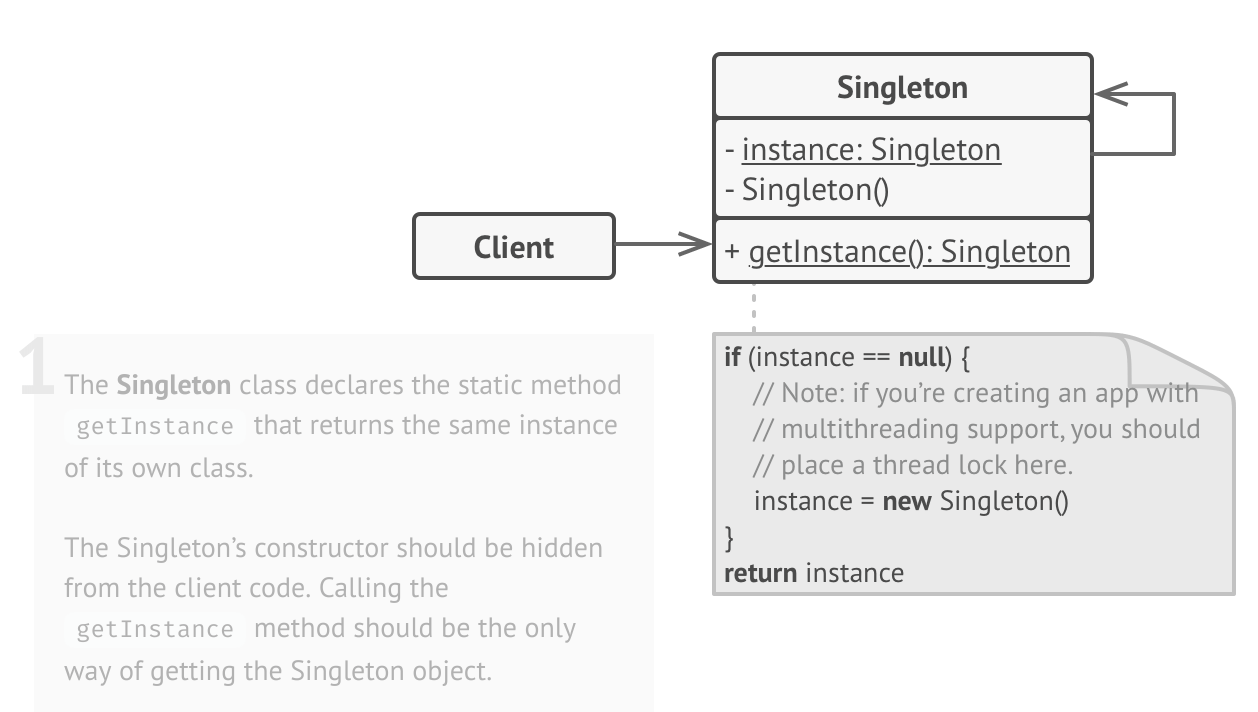 Singleton
- instance: Singleton
- Singleton()
Client
+ getInstance(): Singleton
1
The Singleton class declares the static method
getInstance that returns the same instance
of its own class.
The Singleton’s constructor should be hidden
from the client code. Calling the
getInstance method should be the only
way of getting the Singleton object.
if (instance == null) {
// Note: if you’re creating an app with
// multithreading support, you should
// place a thread lock here.
instance = new Singleton()
}
return instance